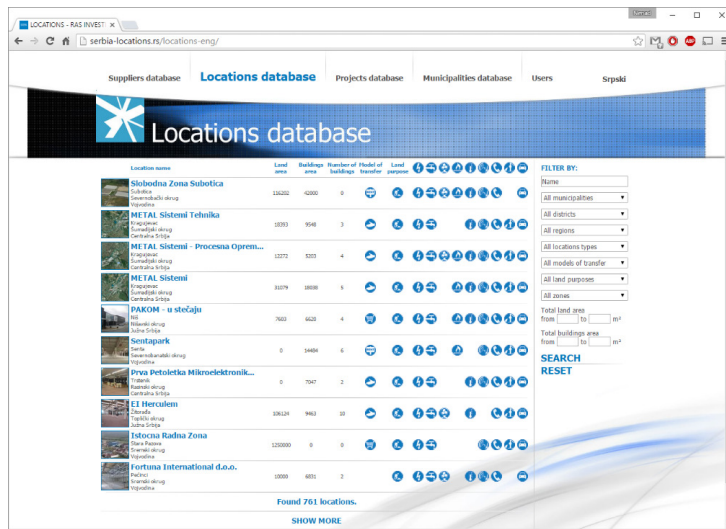 LOCATIONS - RAS INVEST
serbia-locations.rs/locations-eng/
Suppliers database
Locations database
Projects database
Municipalities database
Users
Srpski
Locations database
Location name Land area Buildings area Number of buildings Model of transfer Land purpose
Slobodna Zona Subotica
Subotica
Severnobački okrug
Vojvodina
116202 42000 0
METAL Sistemi Tehnika
Kragujevac
Šumadijski okrug
Centralna Srbija
18393 9548 3
METAL Sistemi - Procesna Oprem...
Kragujevac
Šumadijski okrug
Centralna Srbija
12272 5203 4
METAL Sistemi
Kragujevac
Šumadijski okrug
Centralna Srbija
PAKOM - u stečaju
Niš
Nišavski okrug
Južna Srbija
7603 6628 4
Sentapark
Senta
Severnobanatski okrug
Vojvodina
0 14484 6
Prva Petoletka Mikroelektronik...
Trstenik
Rasinski okrug
Centralna Srbija
0 7047 2
EI Herculem
Žitorađa
Toplički okrug
Južna Srbija
106124 9463 10
Istocna Radna Zona
Stara Pazova
Sremski okrug
Vojvodina
1250000 0 0
Fortuna International d.o.o.
Pećinci
Sremski okrug
Vojvodina
10000 6831 2
Found 761 locations.
SHOW MORE
FILTER BY:
Name
All municipalities
All districts
All regions
All locations types
All models of transfer
All land purposes
All zones
Total land area
from to m²
Total buildings area
from to m²
SEARCH
RESET